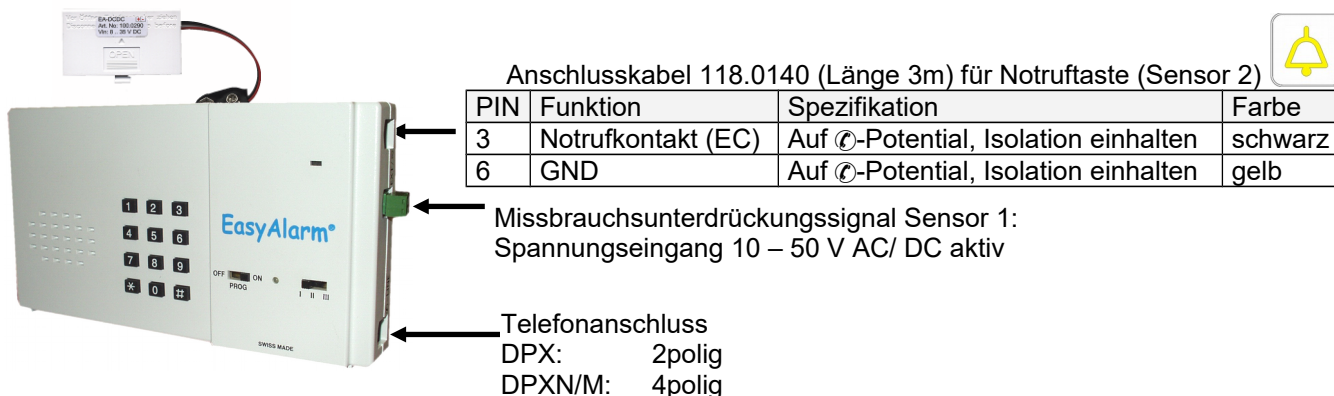 EA-DCDC
Art. No: 100.0290
Vin: 8 .. 36 V DC
OPEN
Anschlusskabel 118.0140 (Länge 3m) für Notruftaste (Sensor 2)
PIN Funktion Spezifikation Farbe
3 Notrufkontakt (EC) Auf ✆-Potential, Isolation einhalten schwarz
6 GND Auf ✆-Potential, Isolation einhalten gelb
Missbrauchsunterdrückungssignal Sensor 1:
Spannungseingang 10 – 50 V AC/ DC aktiv
1 2 3
4 5 6
7 8 9
* 0 #
EasyAlarm®
OFF ON
PROG
I II III
SWISS MADE
Telefonanschluss
DPX: 2polig
DPXN/M: 4polig